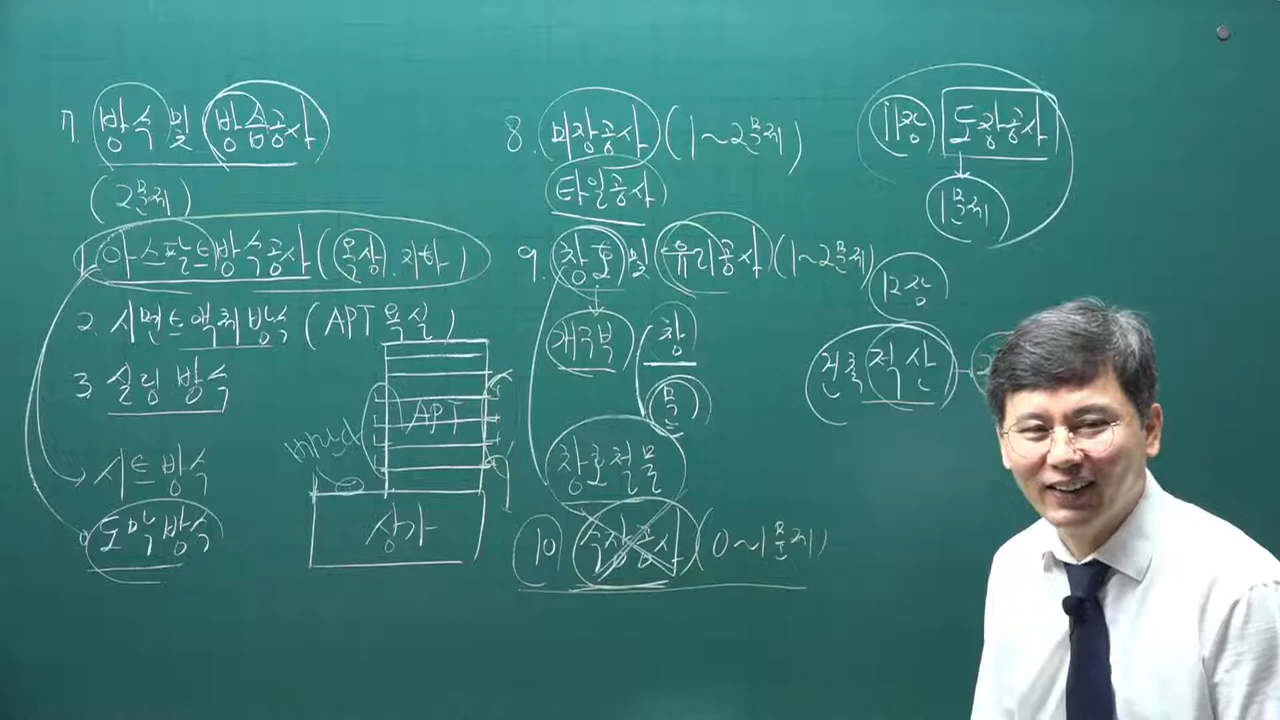 7. 방수 및 방습공사
(2문제)
1. 아스팔트방수공사 (옥상. 지하)
2. 시멘트 액체 방수 (APT 욕실)
3. 실링 방수
시트 방수
도막 방수
APT
상가
8. 미장공사 (1~2문제)
타일공사
9. 창호 및 유리공사 (1~2문제)
개구부
창
문
창호철물
10. 수장공사 (0~1문제)
11장 도장공사
1문제
12장
건축적산